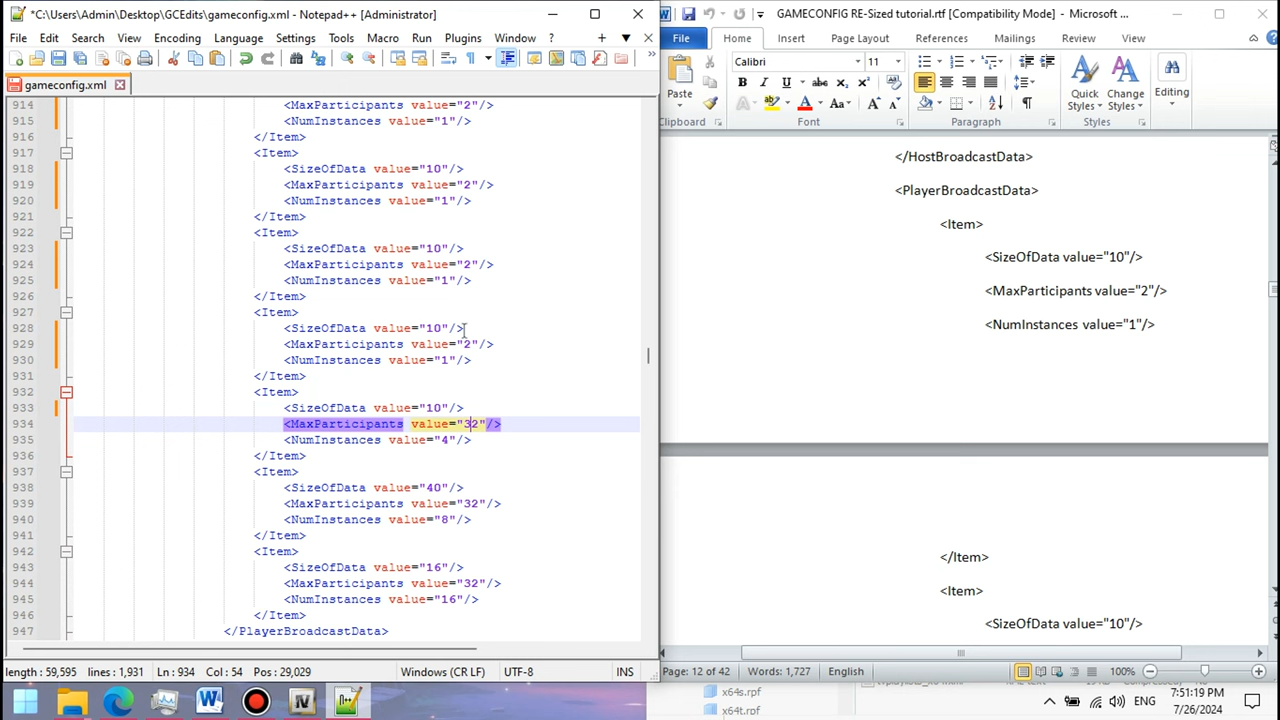 *C:\Users\Admin\Desktop\GCEdits\gameconfig.xml - Notepad++ [Administrator]
File Edit Search View Encoding Language Settings Tools Macro Run Plugins Window ?
gameconfig.xml
914 <MaxParticipants value="2"/>
915 <NumInstances value="1"/>
916 </Item>
917 <Item>
918 <SizeOfData value="10"/>
919 <MaxParticipants value="2"/>
920 <NumInstances value="1"/>
921 </Item>
922 <Item>
923 <SizeOfData value="10"/>
924 <MaxParticipants value="2"/>
925 <NumInstances value="1"/>
926 </Item>
927 <Item>
928 <SizeOfData value="10"/>
929 <MaxParticipants value="2"/>
930 <NumInstances value="1"/>
931 </Item>
932 <Item>
933 <SizeOfData value="10"/>
934 <MaxParticipants value="32"/>
935 <NumInstances value="4"/>
936 </Item>
937 <Item>
938 <SizeOfData value="40"/>
939 <MaxParticipants value="32"/>
940 <NumInstances value="8"/>
941 </Item>
942 <Item>
943 <SizeOfData value="16"/>
944 <MaxParticipants value="32"/>
945 <NumInstances value="16"/>
946 </Item>
947 </PlayerBroadcastData>
length : 59,595 lines : 1,931 Ln : 934 Col : 54 Pos : 29,029 Windows (CR LF) UTF-8 INS
GAMECONFIG RE-Sized tutorial.rtf [Compatibility Mode] - Microsoft ...
File Home Insert Page Layout References Mailings Review View
Calibri 11
Paste
Change Styles
Styles
Editing
Clipboard Font Paragraph Styles
</HostBroadcastData>
<PlayerBroadcastData>
<Item>
<SizeOfData value="10"/>
<MaxParticipants value="2"/>
<NumInstances value="1"/>
</Item>
<Item>
<SizeOfData value="10"/>
Page: 12 of 42 Words: 1,727 English 100%
x64s.rpf
x64t.rpf
ENG
7:51:19 PM
7/26/2024